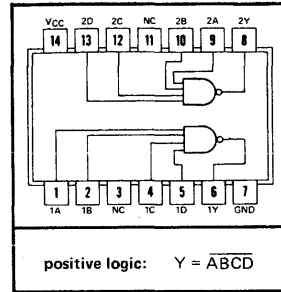 VCC 2D 2C NC 2B 2A 2Y
14 13 12 11 10 9 8
1 2 3 4 5 6 7
1A 1B NC 1C 1D 1Y GND
positive logic: Y = A̅B̅C̅D̅